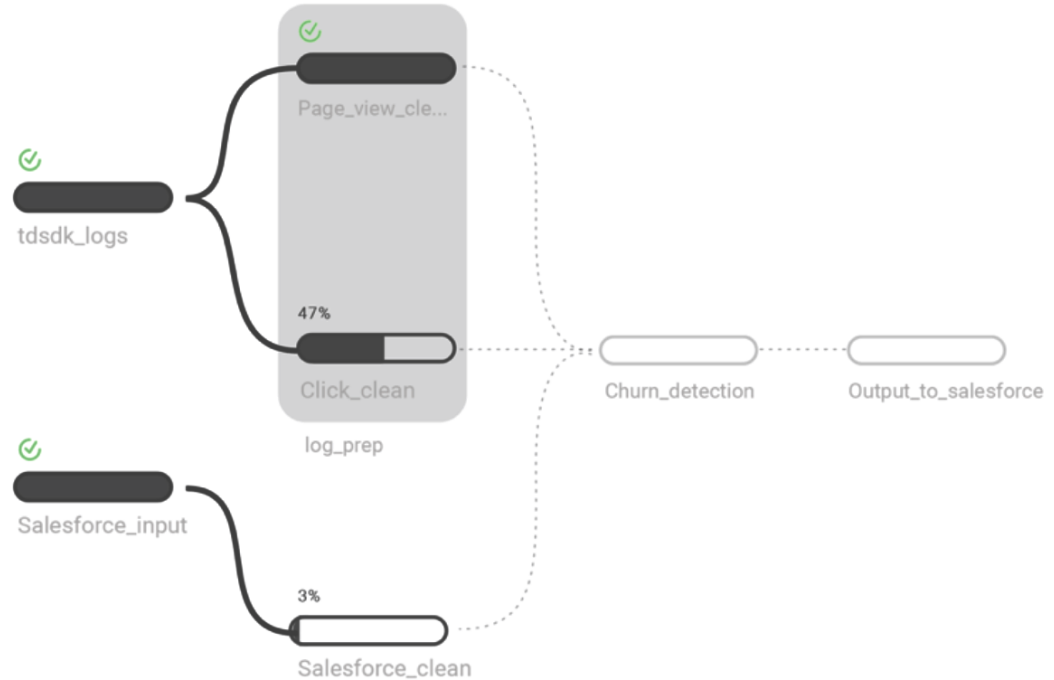 Page_view_cle...
tdsdk_logs
47%
Click_clean
Churn_detection
Output_to_salesforce
log_prep
Salesforce_input
3%
Salesforce_clean